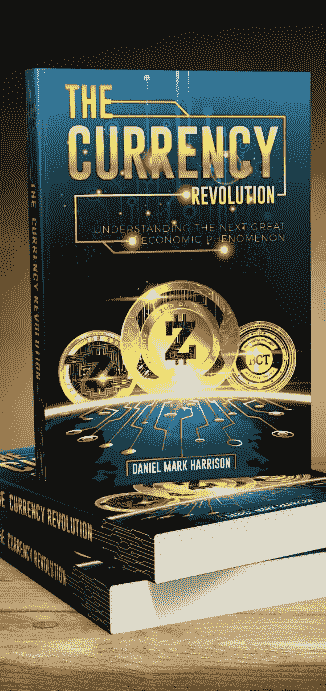 THE
CURRENCY
REVOLUTION
UNDERSTANDING THE NEXT GREAT
ECONOMIC PHENOMENON
Z
Z
BCT
DANIEL MARK HARRISON
THE CURRENCY REVOLUTION
THE CURRENCY REVOLUTION
THE CURRENCY REVOLUTION